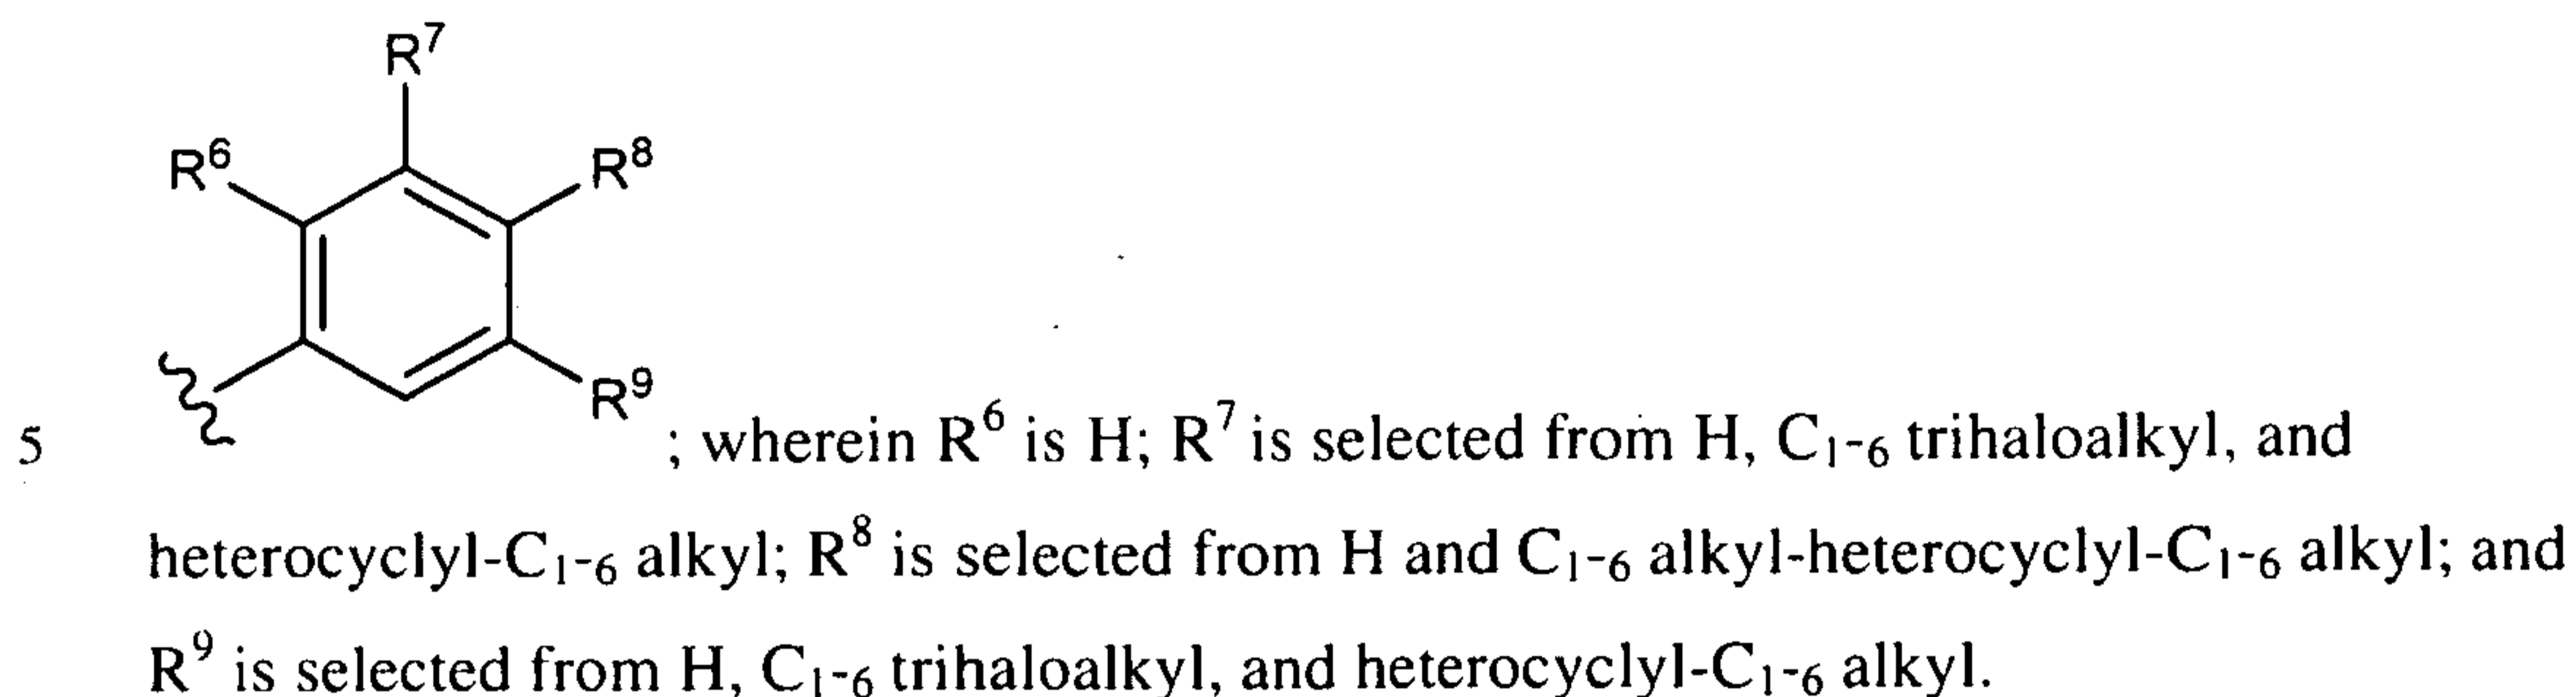 R⁷
R⁶ R⁸
R⁹
5 ; wherein R⁶ is H; R⁷ is selected from H, C₁₋₆ trihaloalkyl, and
heterocyclyl-C₁₋₆ alkyl; R⁸ is selected from H and C₁₋₆ alkyl-heterocyclyl-C₁₋₆ alkyl; and
R⁹ is selected from H, C₁₋₆ trihaloalkyl, and heterocyclyl-C₁₋₆ alkyl.